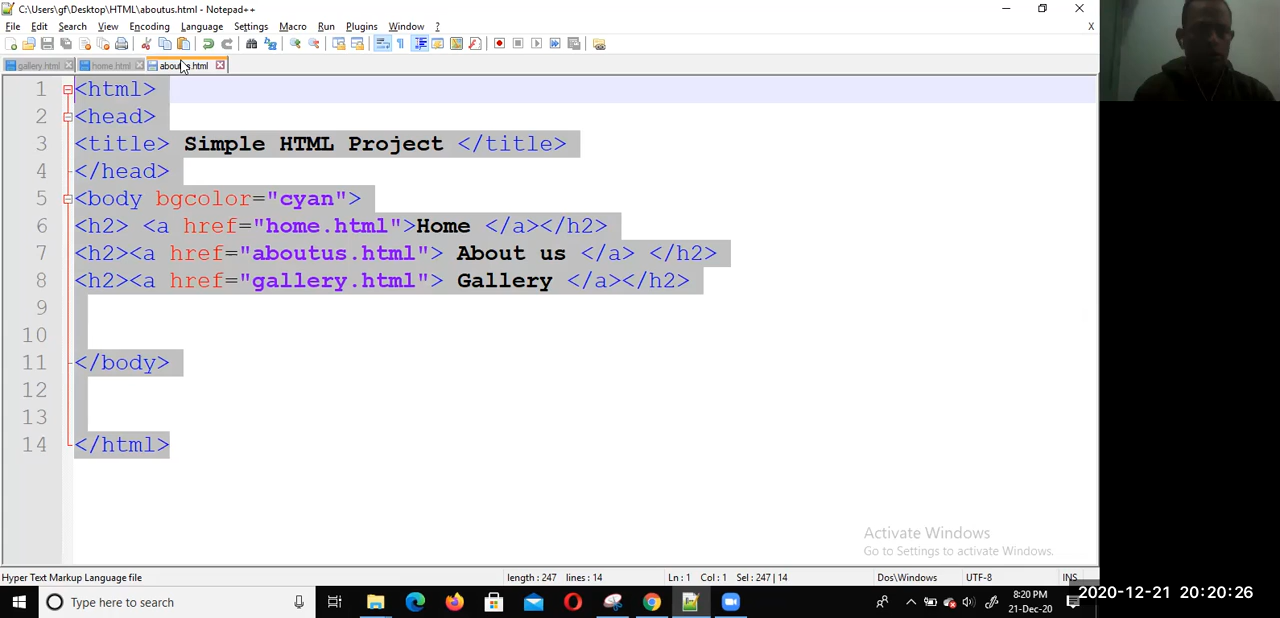 C:\Users\gf\Desktop\HTML\aboutus.html - Notepad++
File Edit Search View Encoding Language Settings Macro Run Plugins Window ? X
gallery.html home.html aboutus.html
1 <html>
2 <head>
3 <title> Simple HTML Project </title>
4 </head>
5 <body bgcolor="cyan">
6 <h2> <a href="home.html">Home </a></h2>
7 <h2><a href="aboutus.html"> About us </a> </h2>
8 <h2><a href="gallery.html"> Gallery </a></h2>
9
10
11 </body>
12
13
14 </html>
Activate Windows
Go to Settings to activate Windows.
Hyper Text Markup Language file length : 247 lines : 14 Ln : 1 Col : 1 Sel : 247 | 14 Dos\Windows UTF-8 INS
Type here to search
8:20 PM
21-Dec-20
2020-12-21 20:20:26